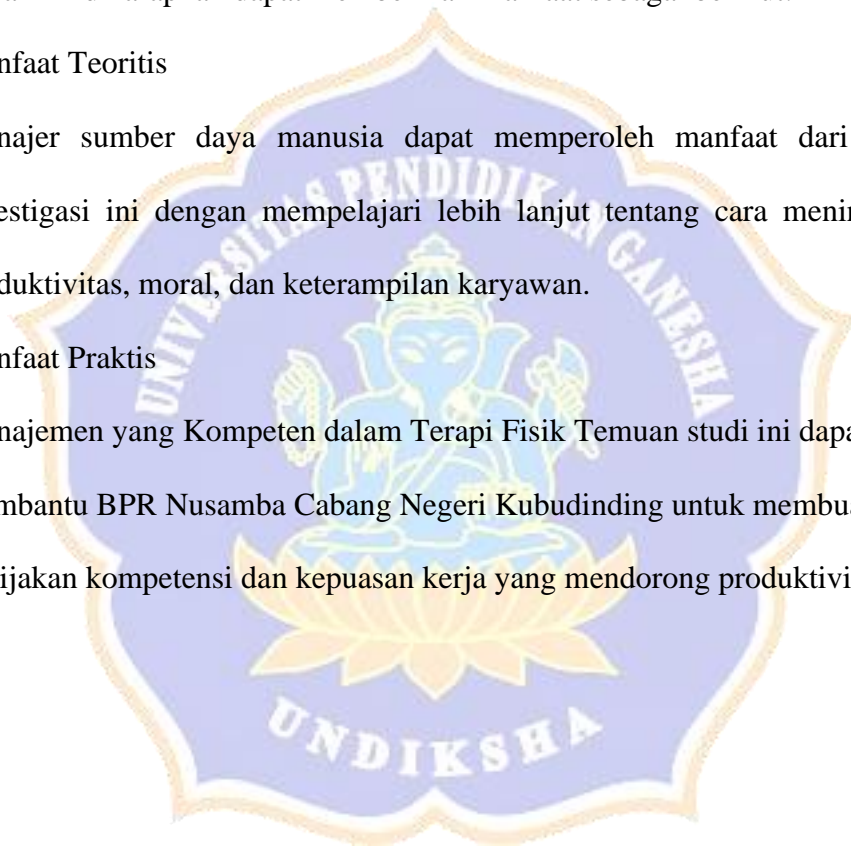 nfaat Teoritis
najer sumber daya manusia dapat memperoleh manfaat dari
estigasi ini dengan mempelajari lebih lanjut tentang cara menin
duktivitas, moral, dan keterampilan karyawan.
nfaat Praktis
najemen yang Kompeten dalam Terapi Fisik Temuan studi ini dapa
mbantu BPR Nusamba Cabang Negeri Kubudinding untuk membua
ijakan kompetensi dan kepuasan kerja yang mendorong produktivi
UNIVERSITAS PENDIDIKAN GANESHA
UNDIKSHA